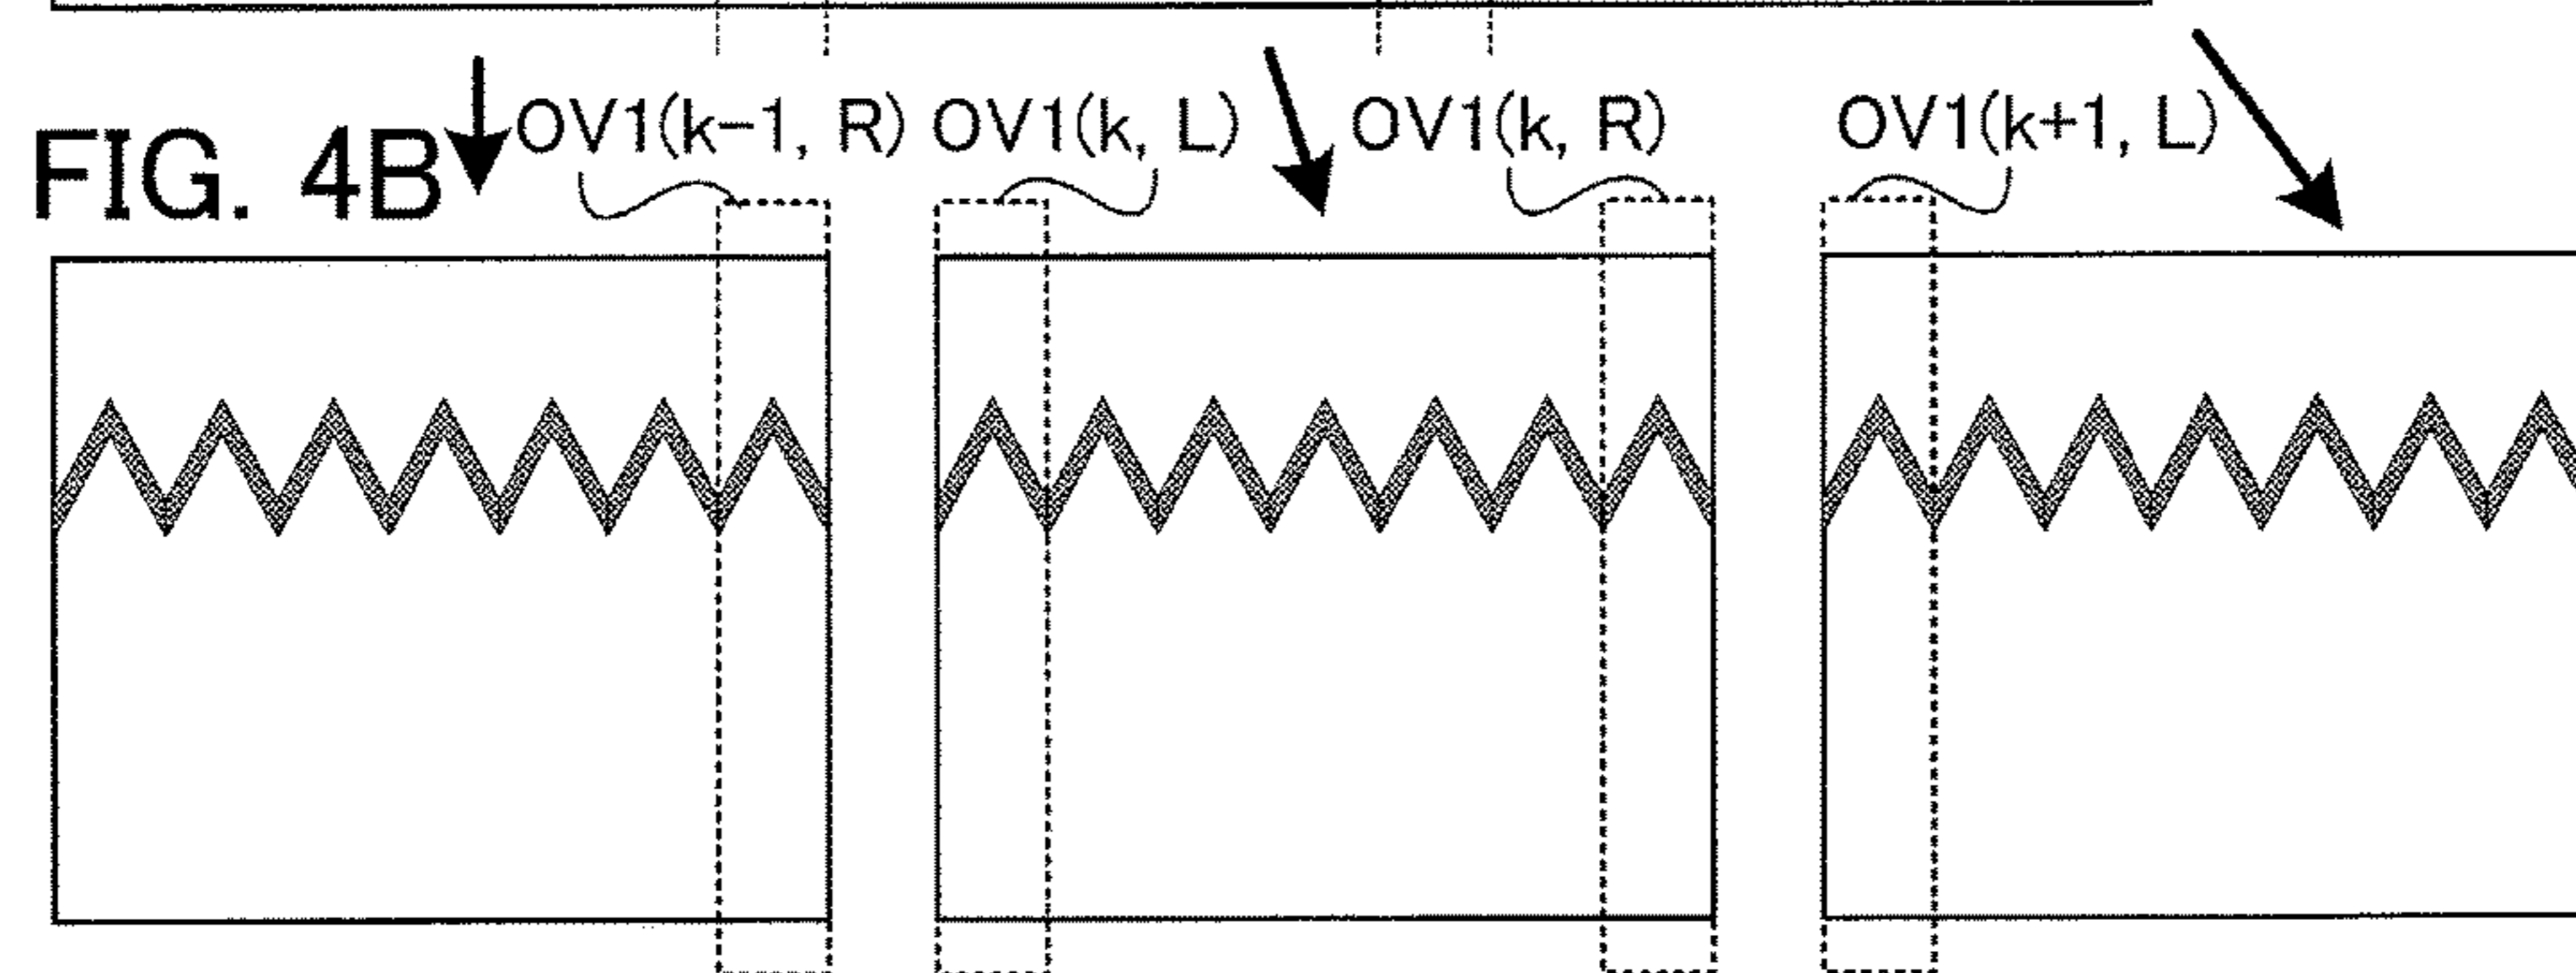 FIG. 4B
OV1(k-1, R) OV1(k, L) OV1(k, R) OV1(k+1, L)